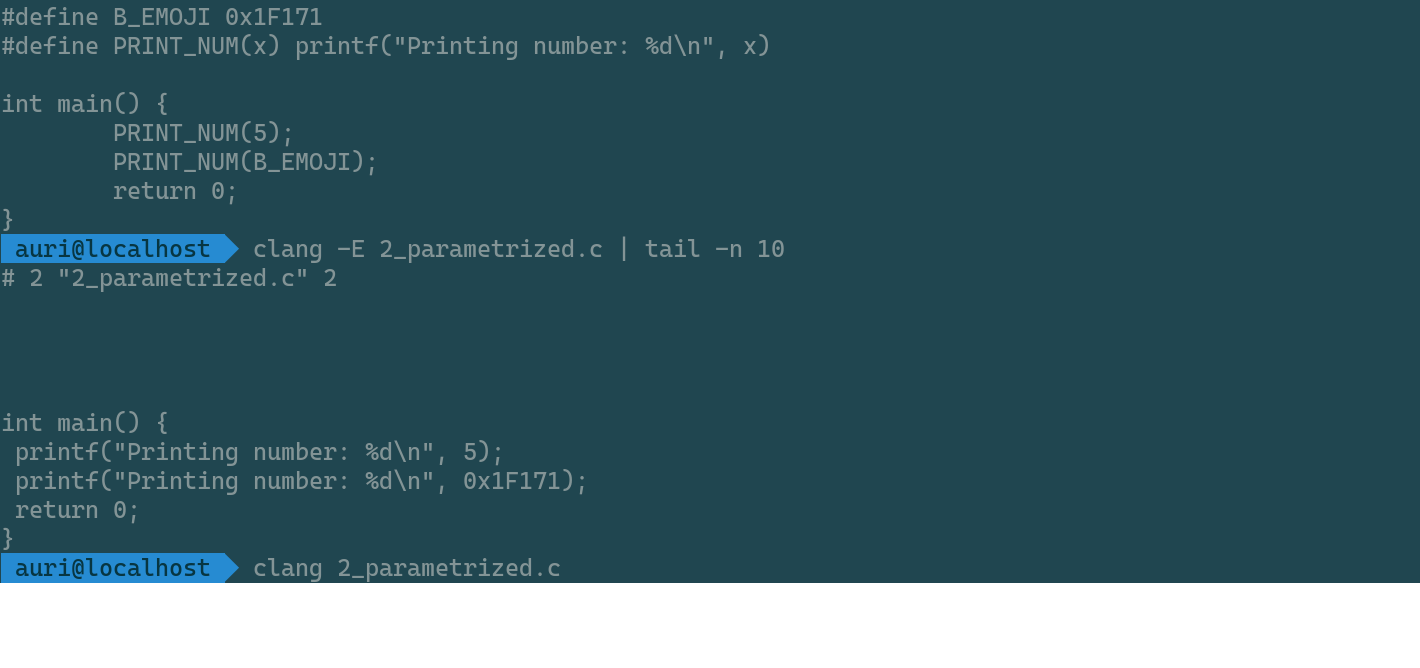 #define B_EMOJI 0x1F171
#define PRINT_NUM(x) printf("Printing number: %d\n", x)
int main() {
PRINT_NUM(5);
PRINT_NUM(B_EMOJI);
return 0;
}
auri@localhost clang -E 2_parametrized.c | tail -n 10
# 2 "2_parametrized.c" 2
int main() {
printf("Printing number: %d\n", 5);
printf("Printing number: %d\n", 0x1F171);
return 0;
}
auri@localhost clang 2_parametrized.c